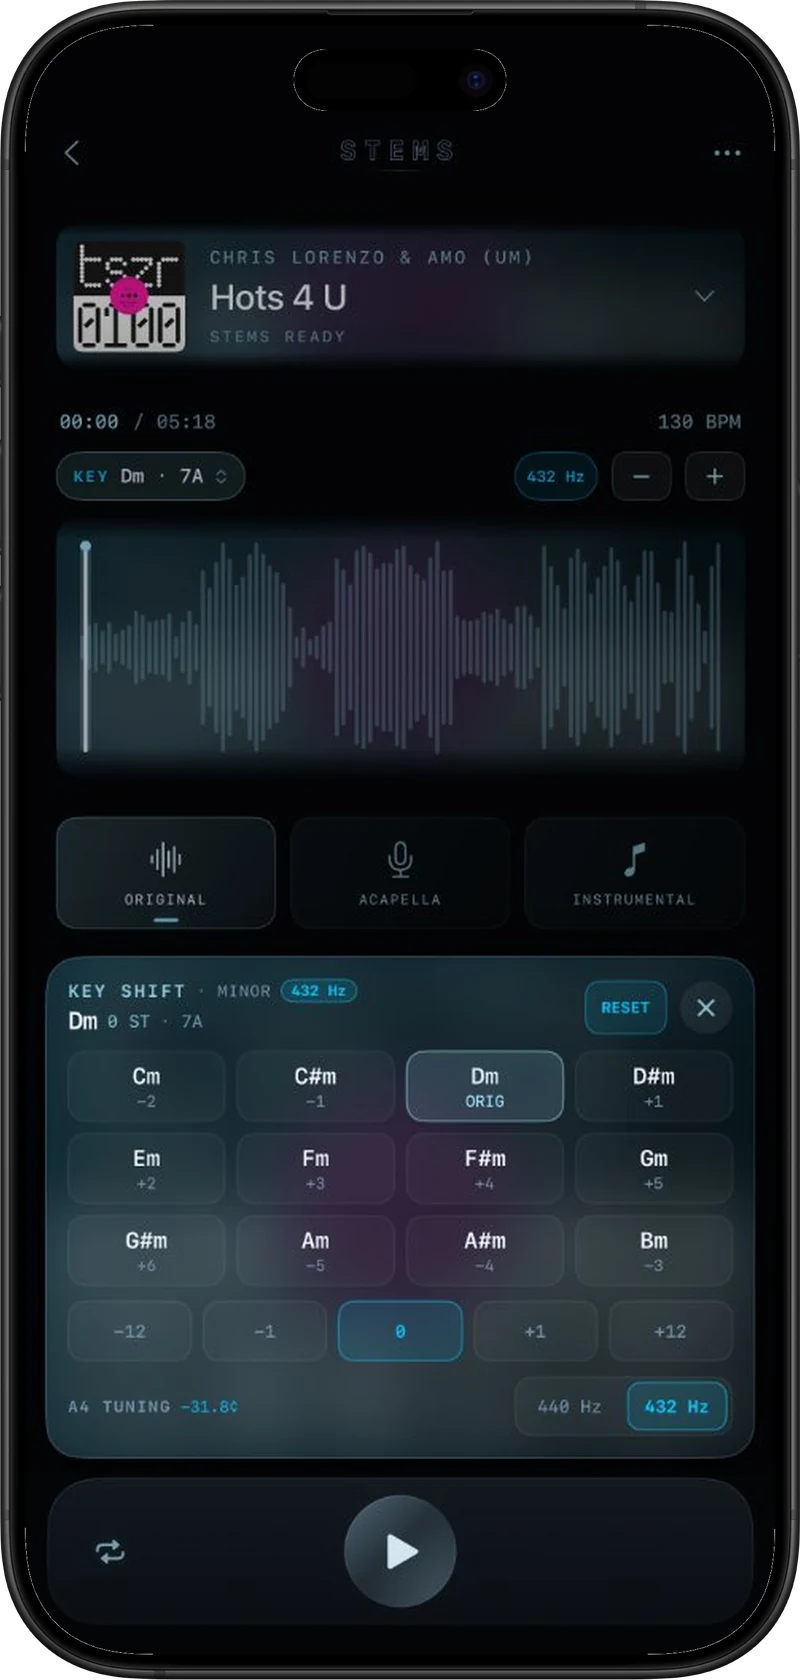 STEMS
tszr
0100
CHRIS LORENZO & AMO (UM)
Hots 4 U
STEMS READY
00:00 / 05:18
130 BPM
KEY Dm · 7A
432 Hz
−
+
ORIGINAL
ACAPELLA
INSTRUMENTAL
KEY SHIFT · MINOR 432 Hz
Dm 0 ST · 7A
RESET
Cm
−2
C#m
−1
Dm
ORIG
D#m
+1
Em
+2
Fm
+3
F#m
+4
Gm
+5
G#m
+6
Am
−5
A#m
−4
Bm
−3
−12
−1
0
+1
+12
A4 TUNING −31.8¢
440 Hz
432 Hz